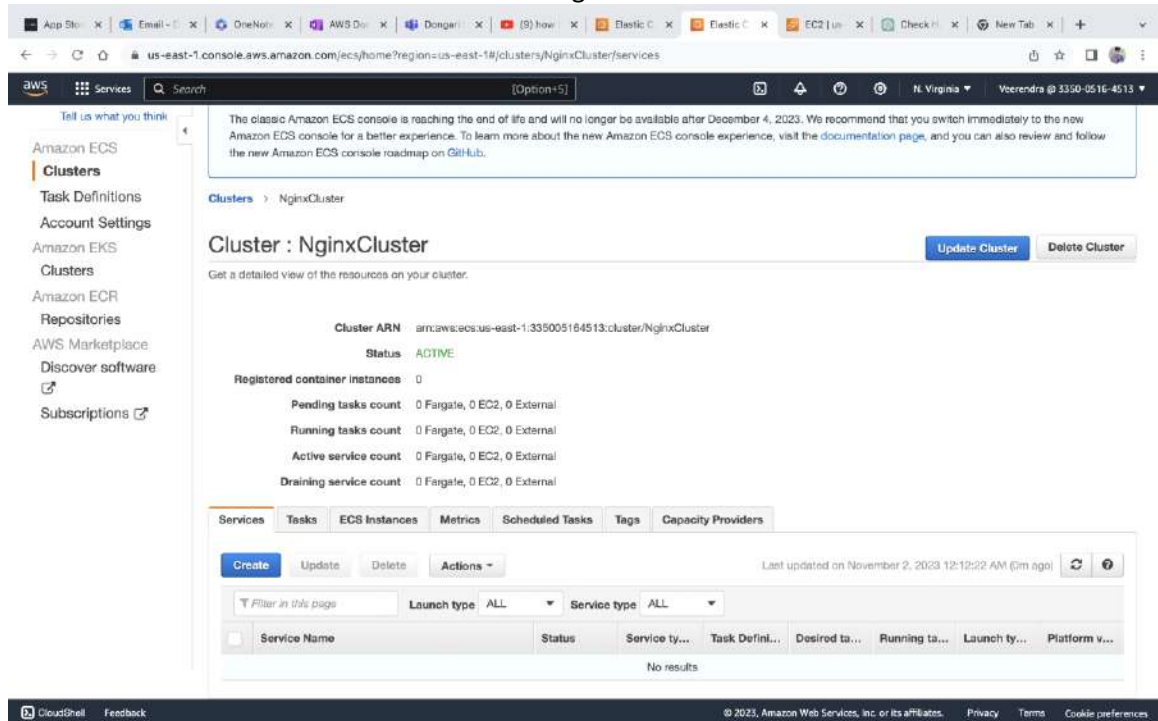 App Sto
Email -
OneNot
AWS Do
Dongari
(9) how
Elastic C
Elastic C
EC2 | us
Check H
New Tab
us-east-1.console.aws.amazon.com/ecs/home?region=us-east-1#/clusters/NginxCluster/services
aws Services Search [Option+S] N. Virginia Veerendra @ 3350-0516-4513
Tell us what you think
Amazon ECS
Clusters
Task Definitions
Account Settings
Amazon EKS
Clusters
Amazon ECR
Repositories
AWS Marketplace
Discover software
Subscriptions
The classic Amazon ECS console is reaching the end of life and will no longer be available after December 4, 2023. We recommend that you switch immediately to the new
Amazon ECS console for a better experience. To learn more about the new Amazon ECS console experience, visit the documentation page, and you can also review and follow
the new Amazon ECS console roadmap on GitHub.
Clusters > NginxCluster
Cluster : NginxCluster
Update Cluster Delete Cluster
Get a detailed view of the resources on your cluster.
Cluster ARN arn:aws:ecs:us-east-1:335005164513:cluster/NginxCluster
Status ACTIVE
Registered container instances 0
Pending tasks count 0 Fargate, 0 EC2, 0 External
Running tasks count 0 Fargate, 0 EC2, 0 External
Active service count 0 Fargate, 0 EC2, 0 External
Draining service count 0 Fargate, 0 EC2, 0 External
Services Tasks ECS Instances Metrics Scheduled Tasks Tags Capacity Providers
Create Update Delete Actions Last updated on November 2, 2023 12:12:22 AM (0m ago)
Filter in this page Launch type ALL Service type ALL
Service Name Status Service ty... Task Defini... Desired ta... Running ta... Launch ty... Platform v...
No results
CloudShell Feedback © 2023, Amazon Web Services, Inc. or its affiliates. Privacy Terms Cookie preferences